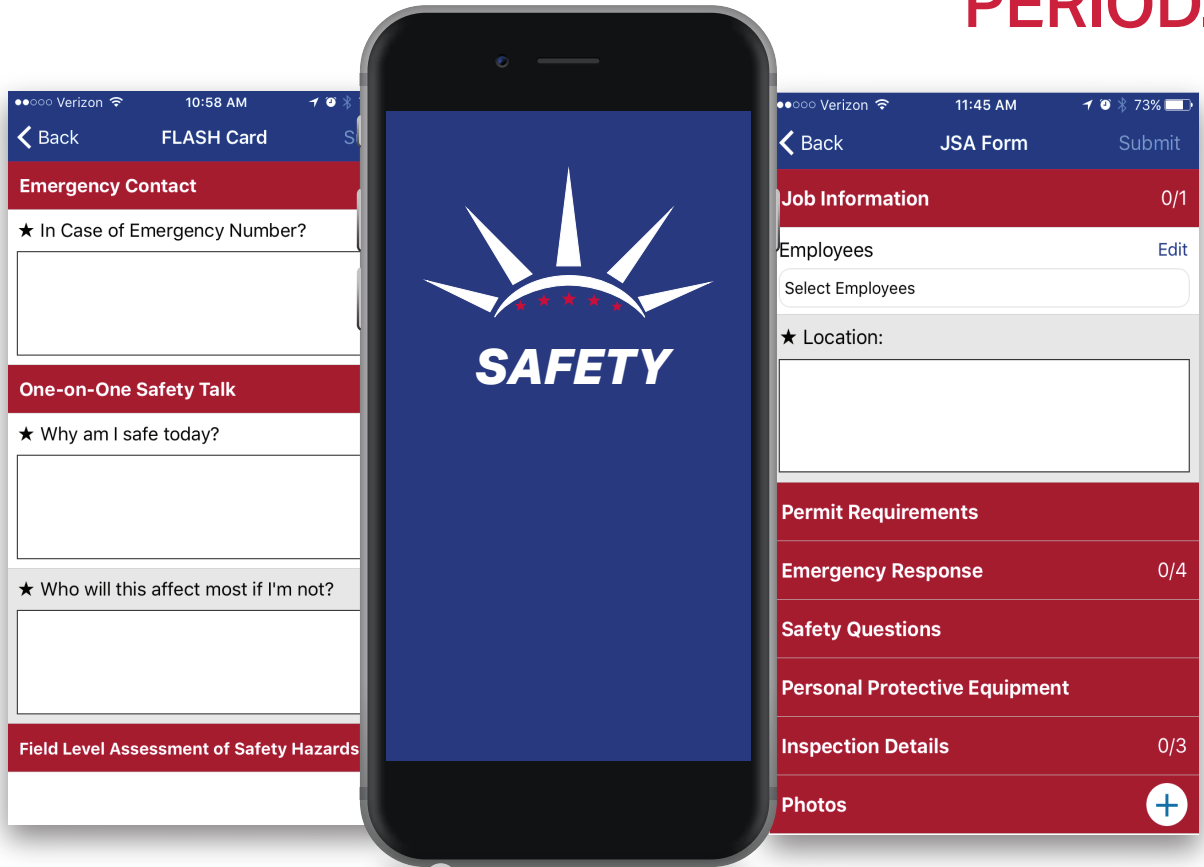 PERIOD.
Verizon 10:58 AM
Back FLASH Card
Emergency Contact
★ In Case of Emergency Number?
One-on-One Safety Talk
★ Why am I safe today?
★ Who will this affect most if I'm not?
Field Level Assessment of Safety Hazards
SAFETY
Verizon 11:45 AM 73%
Back JSA Form Submit
Job Information 0/1
Employees Edit
Select Employees
★ Location:
Permit Requirements
Emergency Response 0/4
Safety Questions
Personal Protective Equipment
Inspection Details 0/3
Photos +